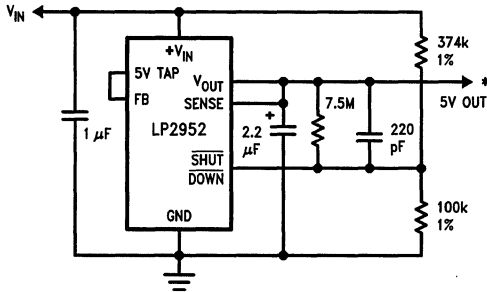 VIN
+VIN
5V TAP
FB
VOUT
SENSE
LP2952
SHUT
DOWN
GND
1 μF
+
2.2
μF
7.5M
220
pF
374k
1%
*
5V OUT
100k
1%